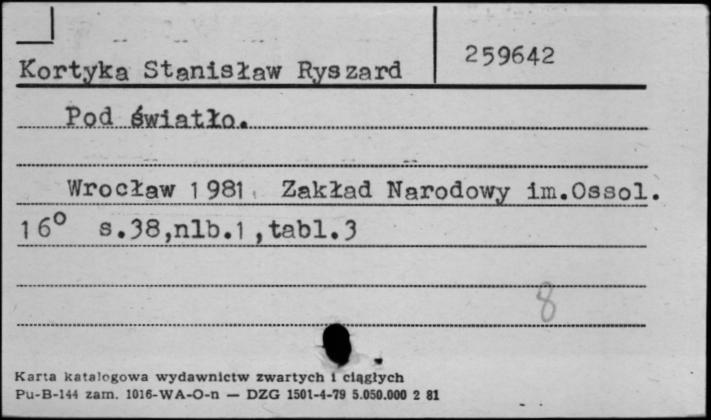 Kortyka Stanisław Ryszard
259642
Pod światło.
Wrocław 1981 Zakład Narodowy im.Ossol.
16° s.38,nlb.1,tabl.3
8
Karta katalogowa wydawnictw zwartych i ciągłych
Pu-B-144 zam. 1016-WA-O-n — DZG 1501-4-79 5.050.000 2 81